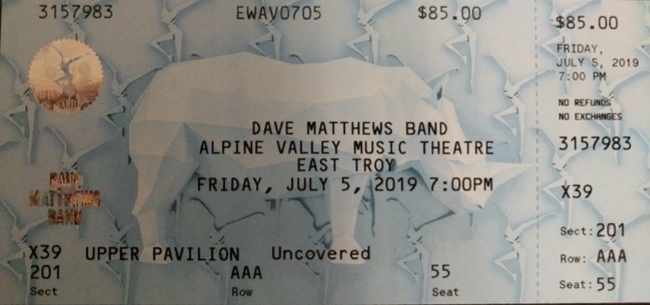 3157983 EWAV0705 $85.00
DAVE MATTHEWS BAND
DAVE MATTHEWS BAND
ALPINE VALLEY MUSIC THEATRE
EAST TROY
FRIDAY, JULY 5, 2019 7:00PM
X39 UPPER PAVILION Uncovered
201 AAA 55
Sect Row Seat
$85.00
FRIDAY,
JULY 5, 2019
7:00 PM
NO REFUNDS
NO EXCHANGES
3157983
X39
Sect: 201
Row: AAA
Seat: 55